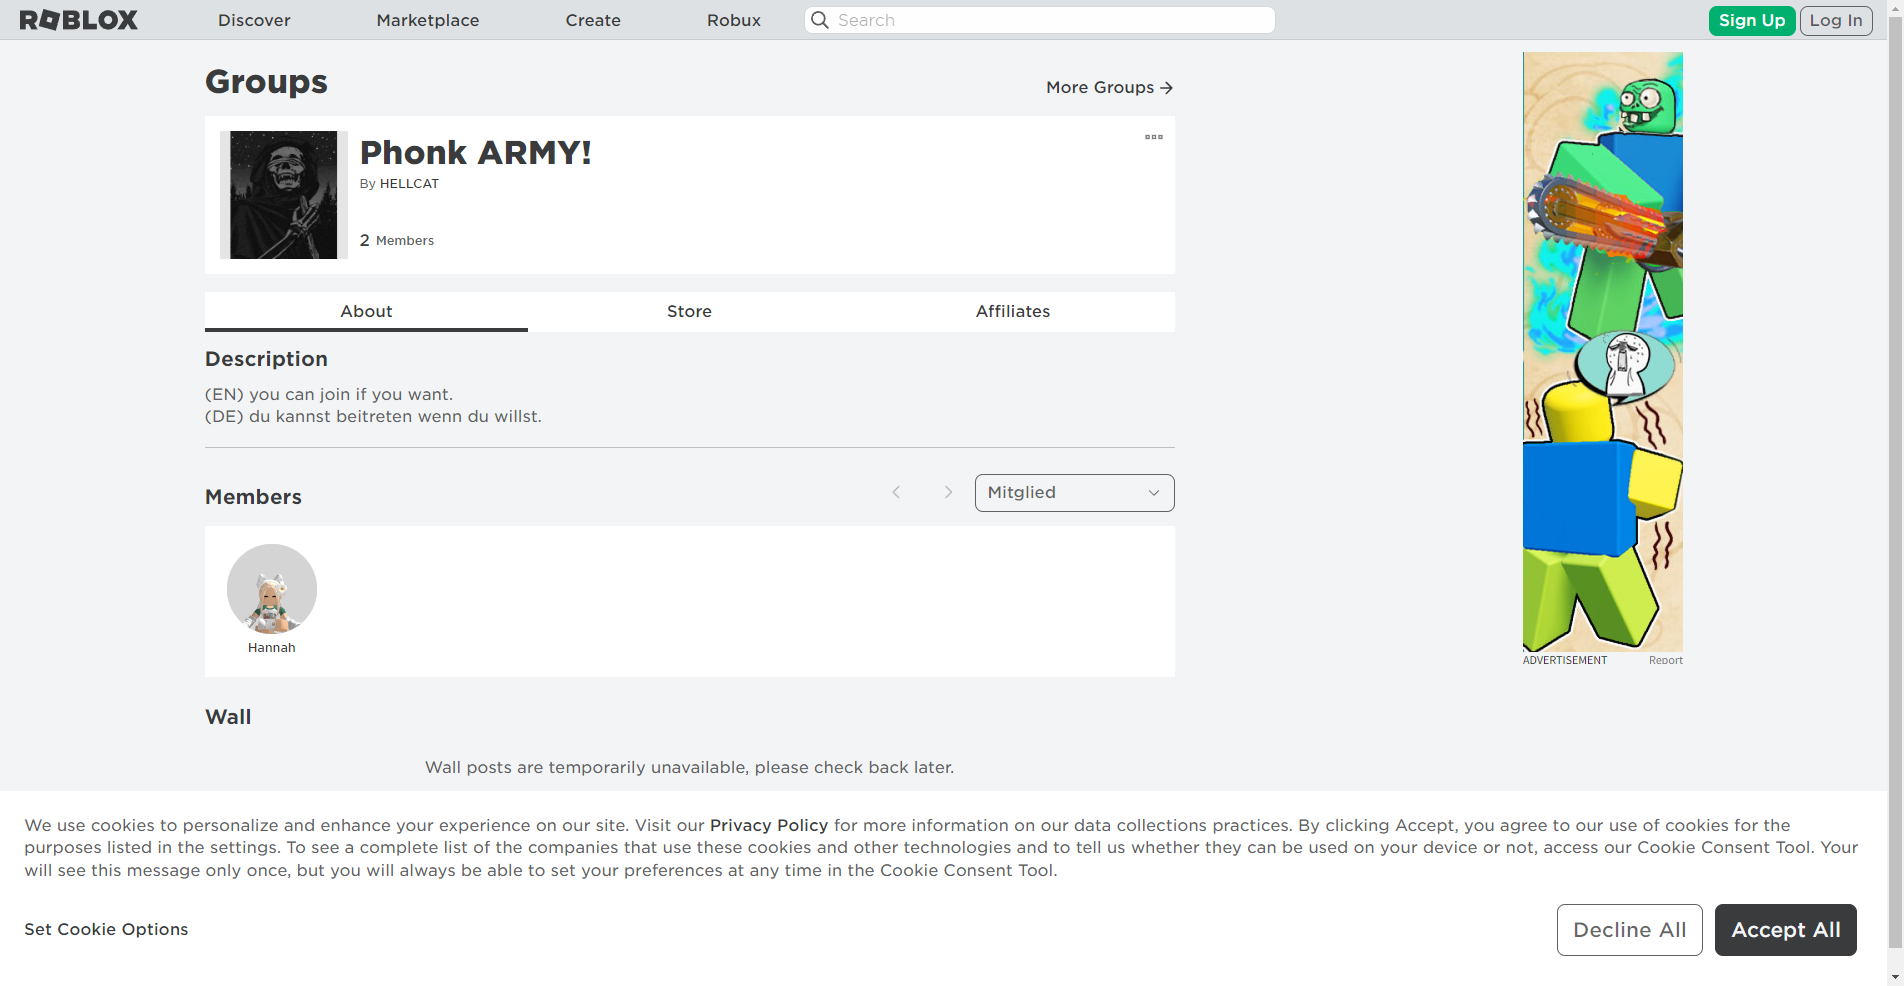 ROBLOX
Discover
Marketplace
Create
Robux
Search
Sign Up
Log In
Groups
More Groups
Phonk ARMY!
By HELLCAT
2 Members
About
Store
Affiliates
Description
(EN) you can join if you want.
(DE) du kannst beitreten wenn du willst.
Members
Mitglied
Hannah
ADVERTISEMENT
Report
Wall
Wall posts are temporarily unavailable, please check back later.
We use cookies to personalize and enhance your experience on our site. Visit our Privacy Policy for more information on our data collections practices. By clicking Accept, you agree to our use of cookies for the
purposes listed in the settings. To see a complete list of the companies that use these cookies and other technologies and to tell us whether they can be used on your device or not, access our Cookie Consent Tool. Your
will see this message only once, but you will always be able to set your preferences at any time in the Cookie Consent Tool.
Set Cookie Options
Decline All
Accept All